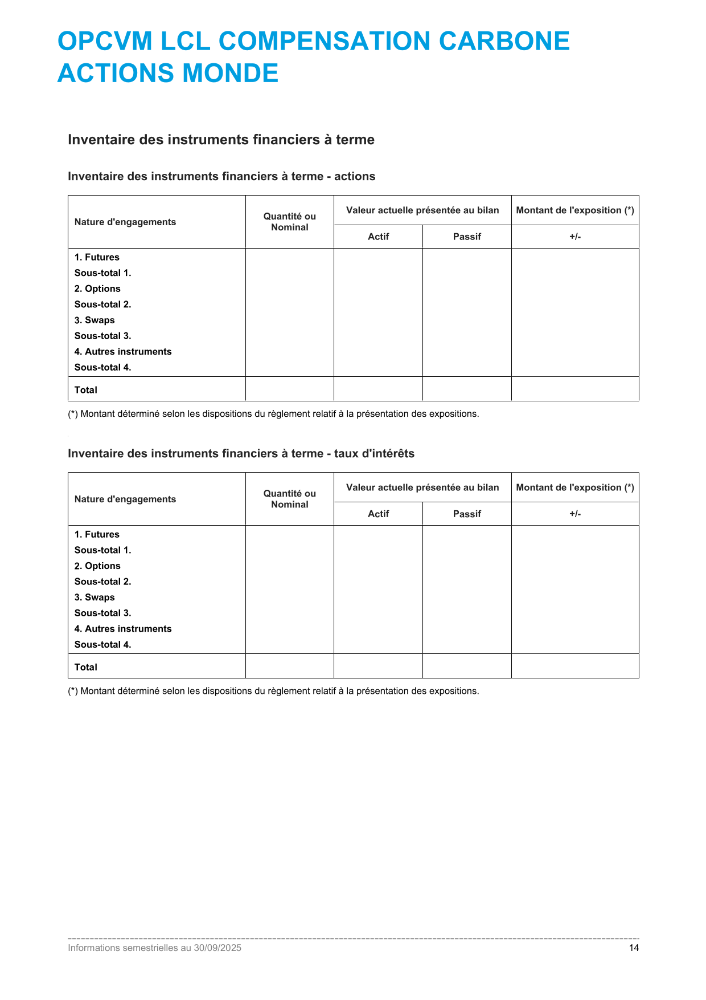 OPCVM LCL COMPENSATION CARBONE
ACTIONS MONDE
Inventaire des instruments financiers à terme
Inventaire des instruments financiers à terme - actions
Nature d'engagements
Quantité ou
Nominal
Valeur actuelle présentée au bilan
Montant de l'exposition (*)
Actif
Passif
+/-
1. Futures
Sous-total 1.
2. Options
Sous-total 2.
3. Swaps
Sous-total 3.
4. Autres instruments
Sous-total 4.
Total
(*) Montant déterminé selon les dispositions du règlement relatif à la présentation des expositions.
Inventaire des instruments financiers à terme - taux d'intérêts
Nature d'engagements
Quantité ou
Nominal
Valeur actuelle présentée au bilan
Montant de l'exposition (*)
Actif
Passif
+/-
1. Futures
Sous-total 1.
2. Options
Sous-total 2.
3. Swaps
Sous-total 3.
4. Autres instruments
Sous-total 4.
Total
(*) Montant déterminé selon les dispositions du règlement relatif à la présentation des expositions.
Informations semestrielles au 30/09/2025
14